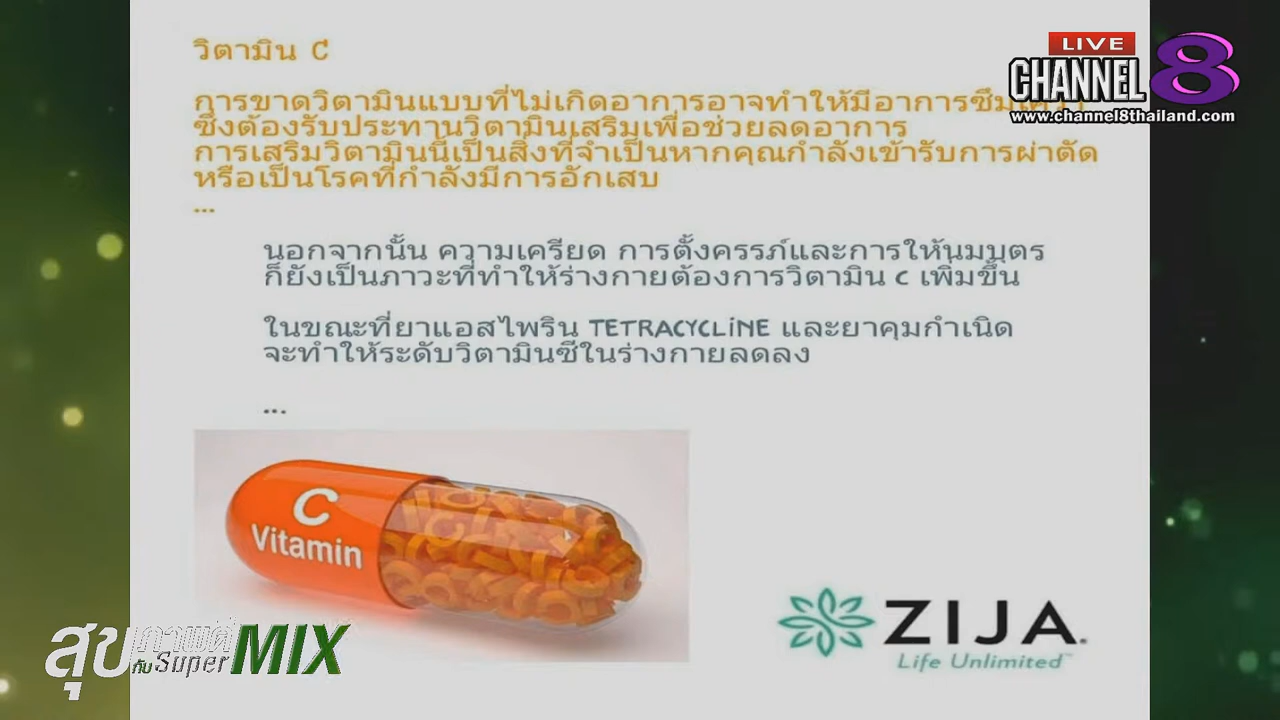 วิตามิน C
LIVE
CHANNEL 8
www.channel8thailand.com
การขาดวิตามินแบบที่ไม่เกิดอาการอาจทำให้มีอาการซึมเศร้า
ซึ่งต้องรับประทานวิตามินเสริมเพื่อช่วยลดอาการ
การเสริมวิตามินนี้เป็นสิ่งที่จำเป็นหากคุณกำลังเข้ารับการผ่าตัด
หรือเป็นโรคที่กำลังมีการอักเสบ
...
นอกจากนั้น ความเครียด การตั้งครรภ์และการให้นมบุตร
ก็ยังเป็นภาวะที่ทำให้ร่างกายต้องการวิตามิน c เพิ่มขึ้น
ในขณะที่ยาแอสไพริน TETRACYCLiNE และยาคุมกำเนิด
จะทำให้ระดับวิตามินซีในร่างกายลดลง
...
C
Vitamin
ZIJA
Life Unlimited™
สุขภาพดี
กับ Super MIX